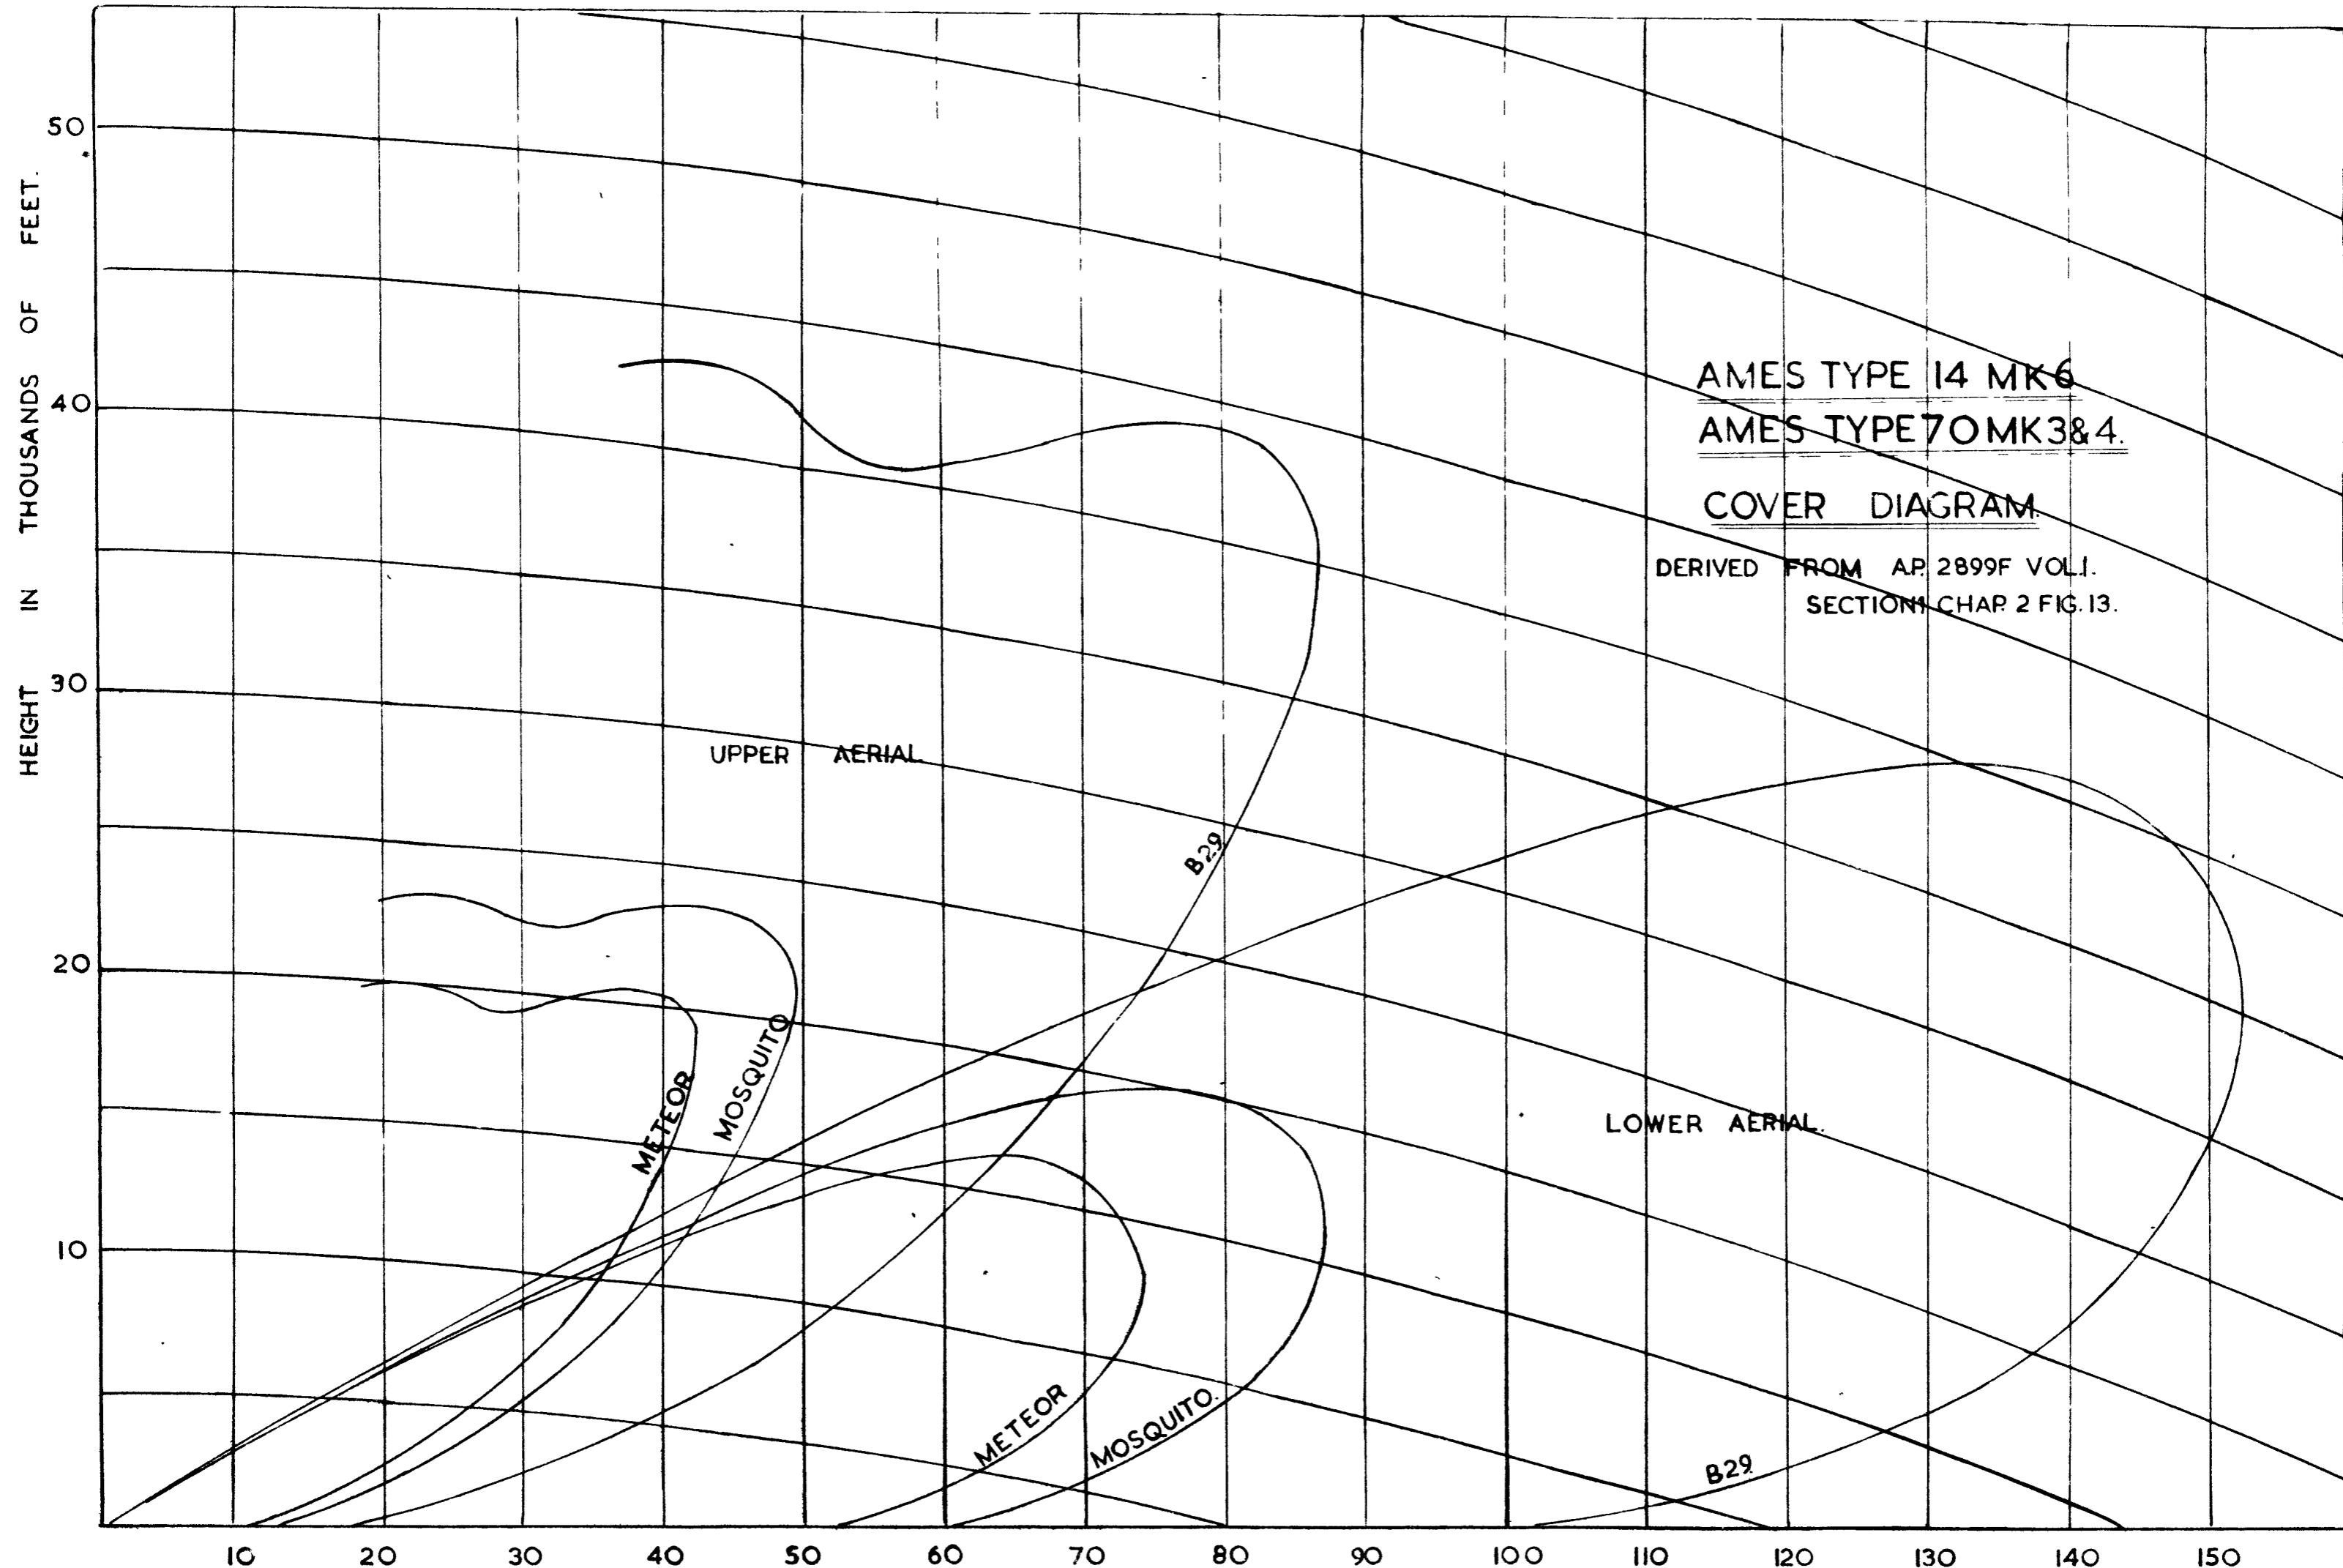 HEIGHT IN THOUSANDS OF FEET.
50
40
30
20
10
AMES TYPE 14 MK6
AMES TYPE 70 MK3&4.
COVER DIAGRAM.
DERIVED FROM A.P. 2899F VOL.1.
SECTION1 CHAP. 2 FIG. 13.
UPPER AERIAL
B29
MOSQUITO
METEOR
LOWER AERIAL.
METEOR
MOSQUITO.
B29
10 20 30 40 50 60 70 80 90 100 110 120 130 140 150